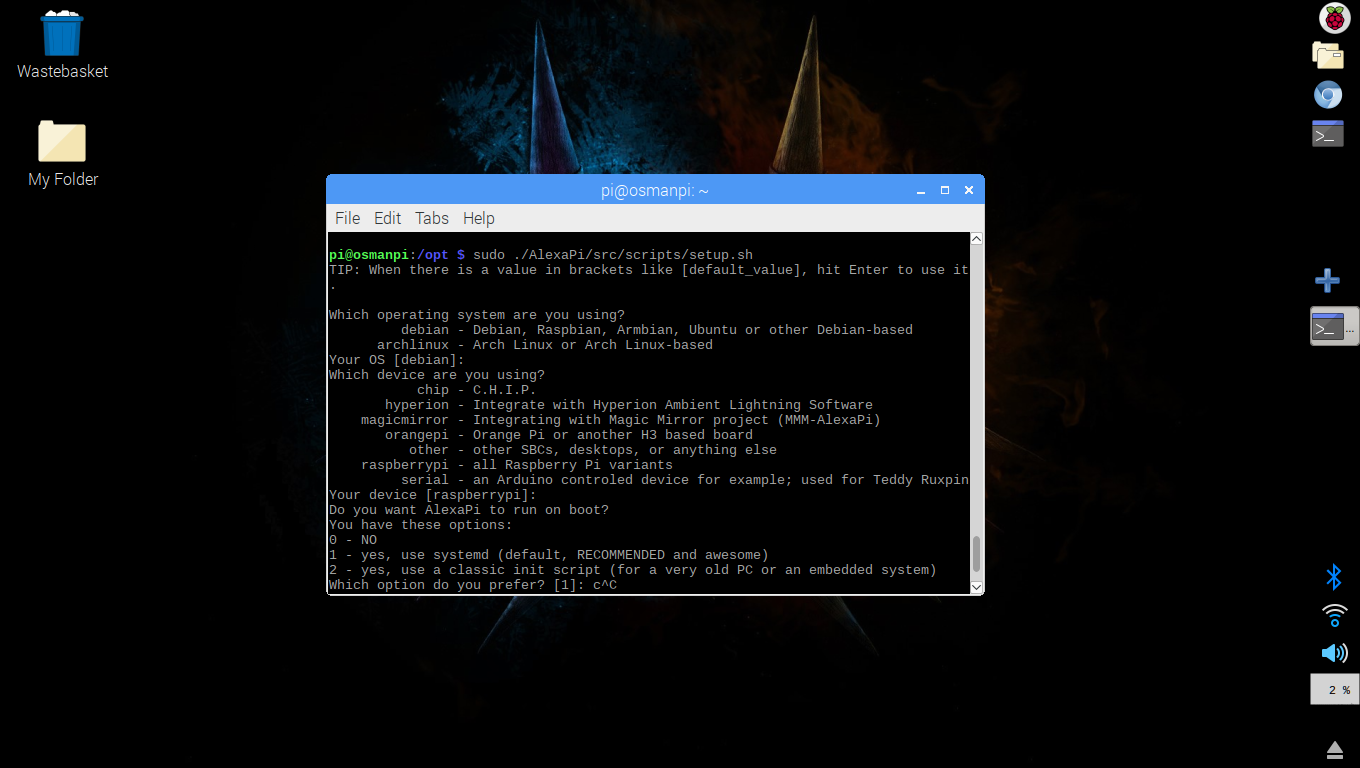 Wastebasket
My Folder
pi@osmanpi: ~
File Edit Tabs Help
pi@osmanpi:/opt $ sudo ./AlexaPi/src/scripts/setup.sh
TIP: When there is a value in brackets like [default_value], hit Enter to use it
.
Which operating system are you using?
debian - Debian, Raspbian, Armbian, Ubuntu or other Debian-based
archlinux - Arch Linux or Arch Linux-based
Your OS [debian]:
Which device are you using?
chip - C.H.I.P.
hyperion - Integrate with Hyperion Ambient Lightning Software
magicmirror - Integrating with Magic Mirror project (MMM-AlexaPi)
orangepi - Orange Pi or another H3 based board
other - other SBCs, desktops, or anything else
raspberrypi - all Raspberry Pi variants
serial - an Arduino controled device for example; used for Teddy Ruxpin
Your device [raspberrypi]:
Do you want AlexaPi to run on boot?
You have these options:
0 - NO
1 - yes, use systemd (default, RECOMMENDED and awesome)
2 - yes, use a classic init script (for a very old PC or an embedded system)
Which option do you prefer? [1]: c^C
>_
>_ ...
2 %